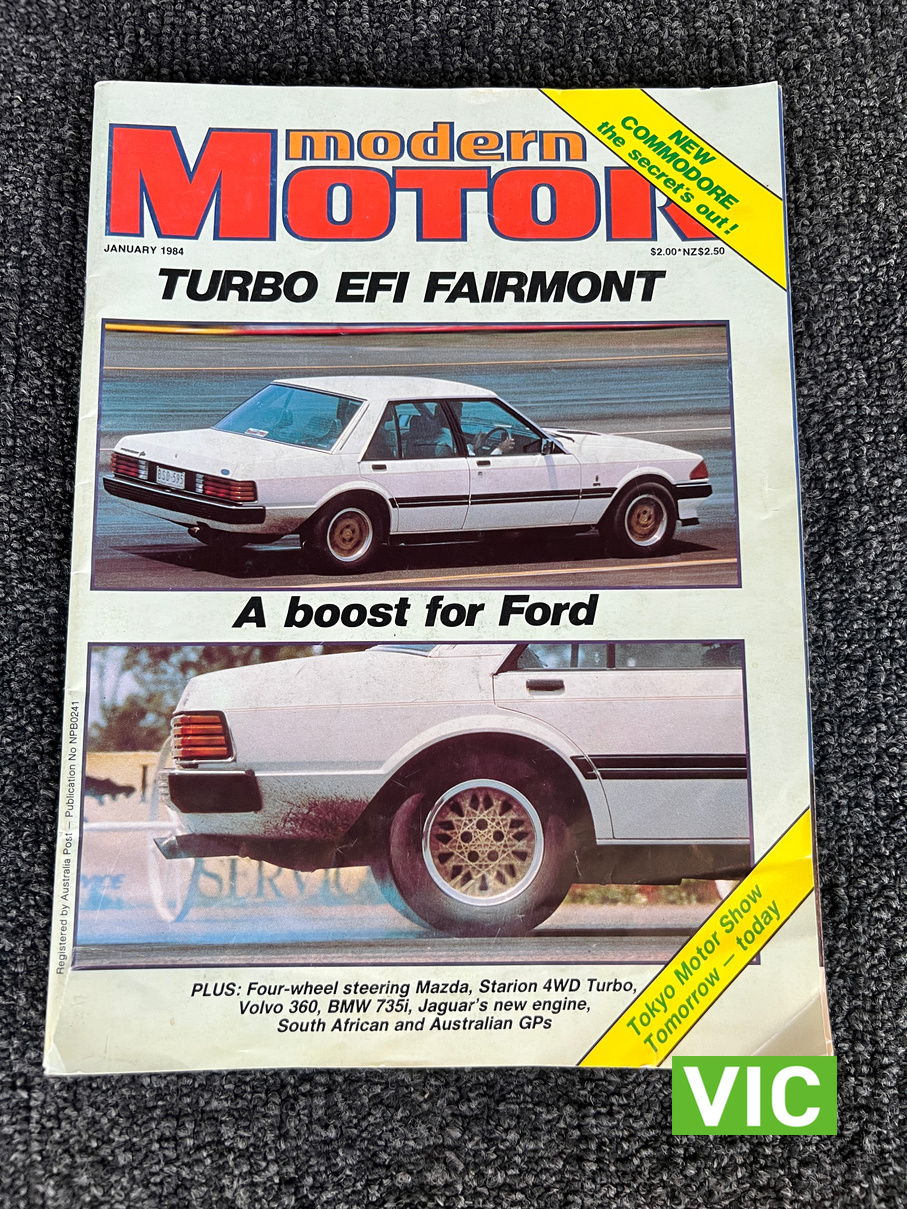 modern
MOTOR
NEW
COMMODORE
the secret's out!
JANUARY 1984
$2.00*NZ$2.50
TURBO EFI FAIRMONT
A boost for Ford
SERVICE
Registered by Australia Post — Publication No NPB0241
PLUS: Four-wheel steering Mazda, Starion 4WD Turbo,
Volvo 360, BMW 735i, Jaguar's new engine,
South African and Australian GPs
Tokyo Motor Show
Tomorrow — today
VIC